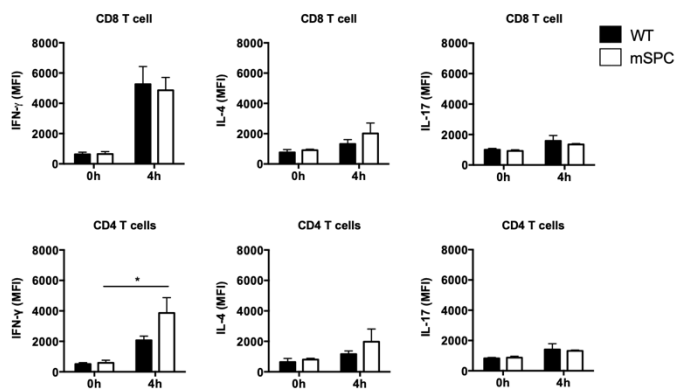 CD8 T cell
IFN-γ (MFI)
8000
6000
4000
2000
0
0h
4h
CD8 T cell
IL-4 (MFI)
8000
6000
4000
2000
0
0h
4h
CD8 T cell
IL-17 (MFI)
8000
6000
4000
2000
0
0h
4h
WT
mSPC
CD4 T cells
IFN-γ (MFI)
8000
6000
4000
2000
0
*
0h
4h
CD4 T cells
IL-4 (MFI)
8000
6000
4000
2000
0
0h
4h
CD4 T cells
IL-17 (MFI)
8000
6000
4000
2000
0
0h
4h